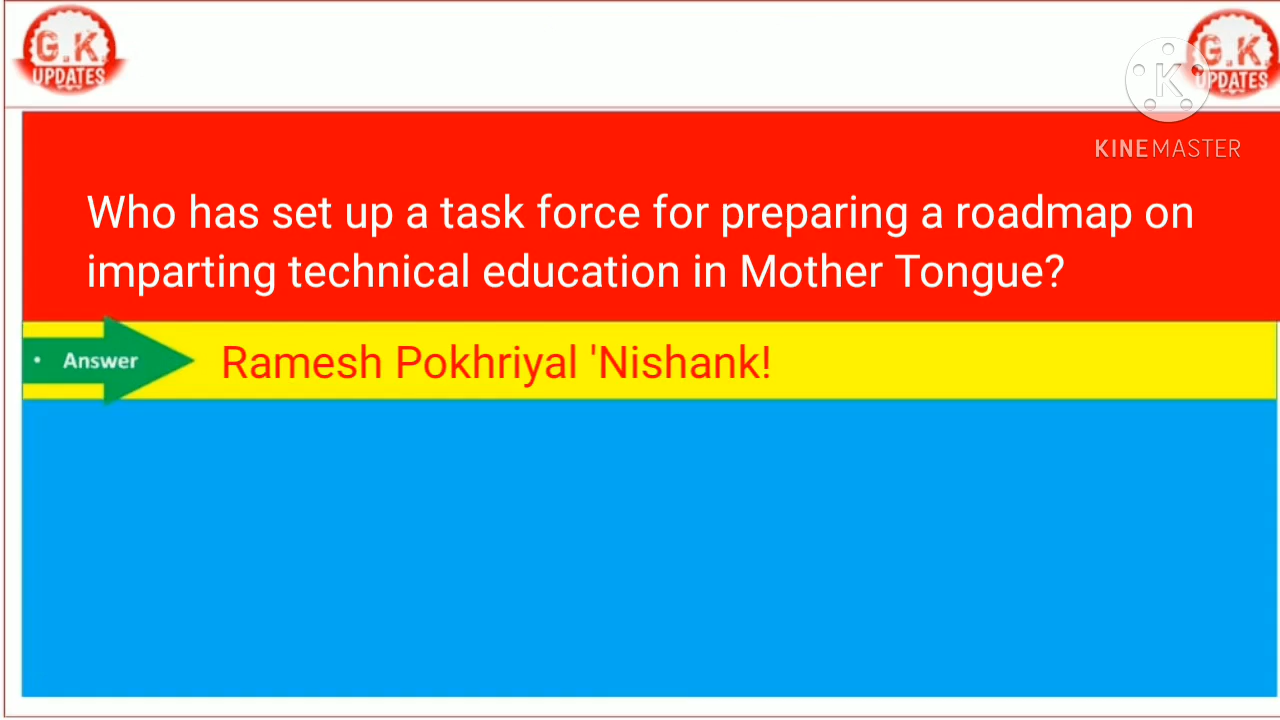 G.K.
UPDATES
G.K.
UPDATES
K
KINEMASTER
Who has set up a task force for preparing a roadmap on
imparting technical education in Mother Tongue?
• Answer
Ramesh Pokhriyal 'Nishank!